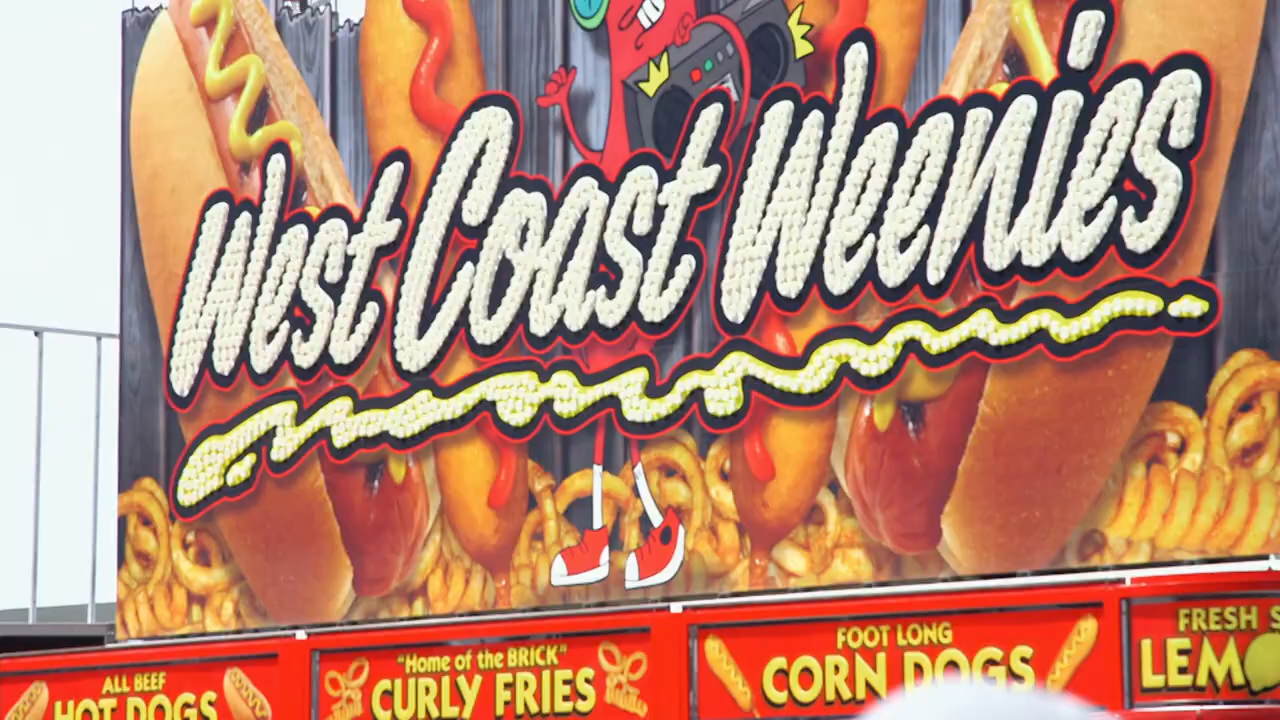 West Coast Weenies
ALL BEEF
HOT DOGS
"Home of the BRICK"
CURLY FRIES
FOOT LONG
CORN DOGS
FRESH